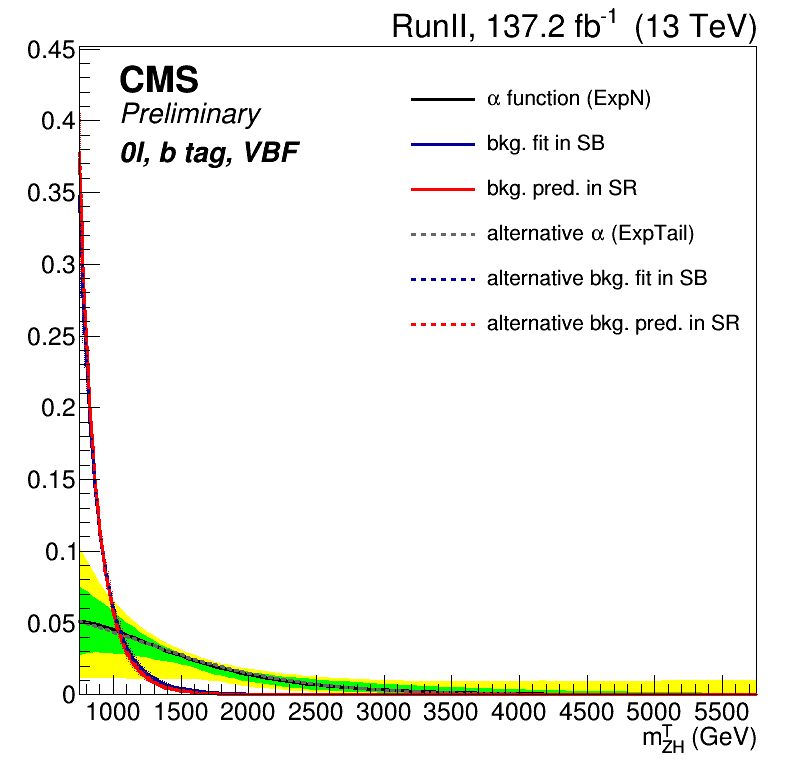 RunII, 137.2 fb⁻¹ (13 TeV)
CMS
Preliminary
0l, b tag, VBF
α function (ExpN)
bkg. fit in SB
bkg. pred. in SR
alternative α (ExpTail)
alternative bkg. fit in SB
alternative bkg. pred. in SR
0.45
0.4
0.35
0.3
0.25
0.2
0.15
0.1
0.05
0
1000 1500 2000 2500 3000 3500 4000 4500 5000 5500
m^T_ZH (GeV)